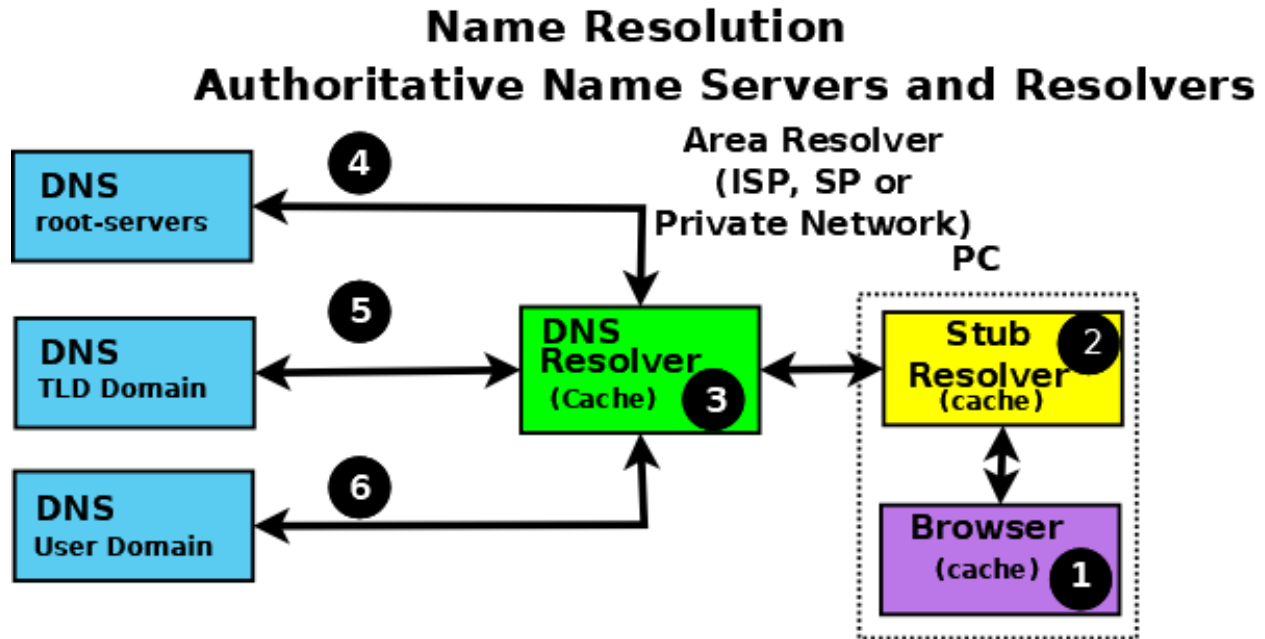 Name Resolution
Authoritative Name Servers and Resolvers
4
Area Resolver
(ISP, SP or
Private Network)
DNS
root-servers
PC
5
DNS
TLD Domain
DNS
Resolver
(Cache)
3
Stub
2
Resolver
(cache)
6
DNS
User Domain
Browser
(cache)
1